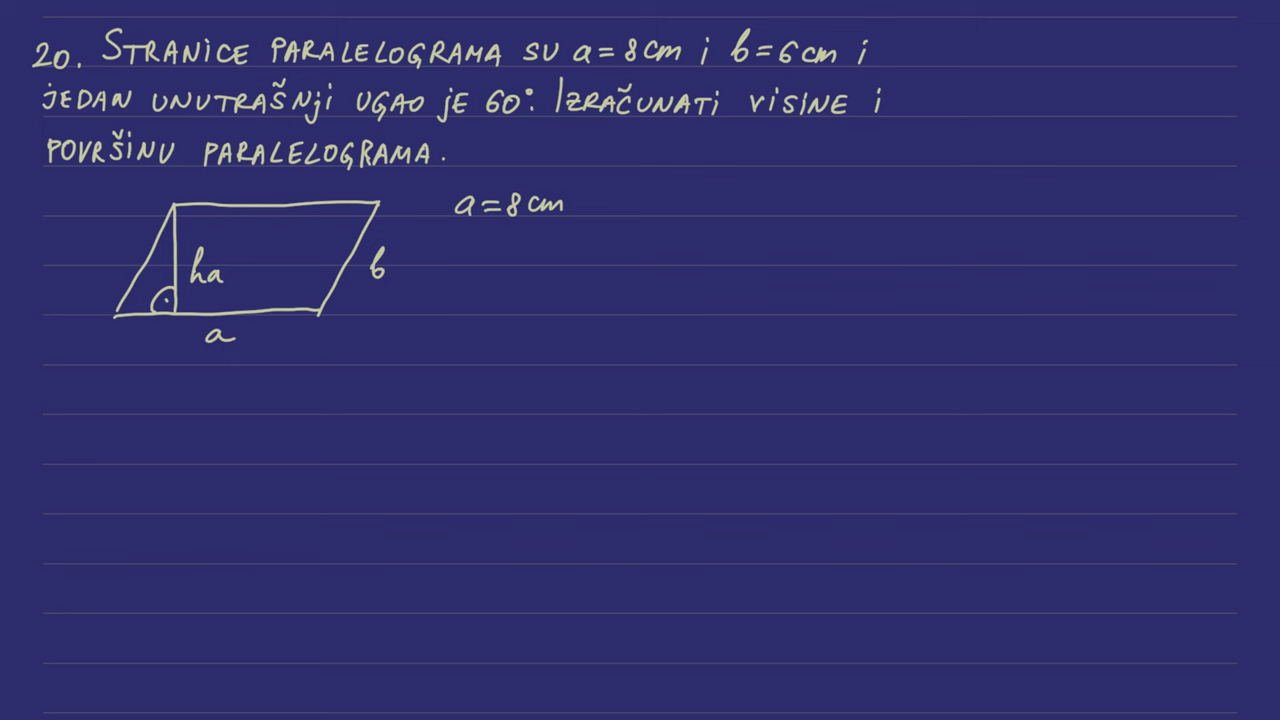 20. STRANICE PARALELOGRAMA SU a=8cm i b=6cm i
JEDAN UNUTRAŠNji UGAO jE 60°. IZRAČUNATi ViSiNE i
POVRŠiNU PARALELOGRAMA.
a=8cm
ha
b
a